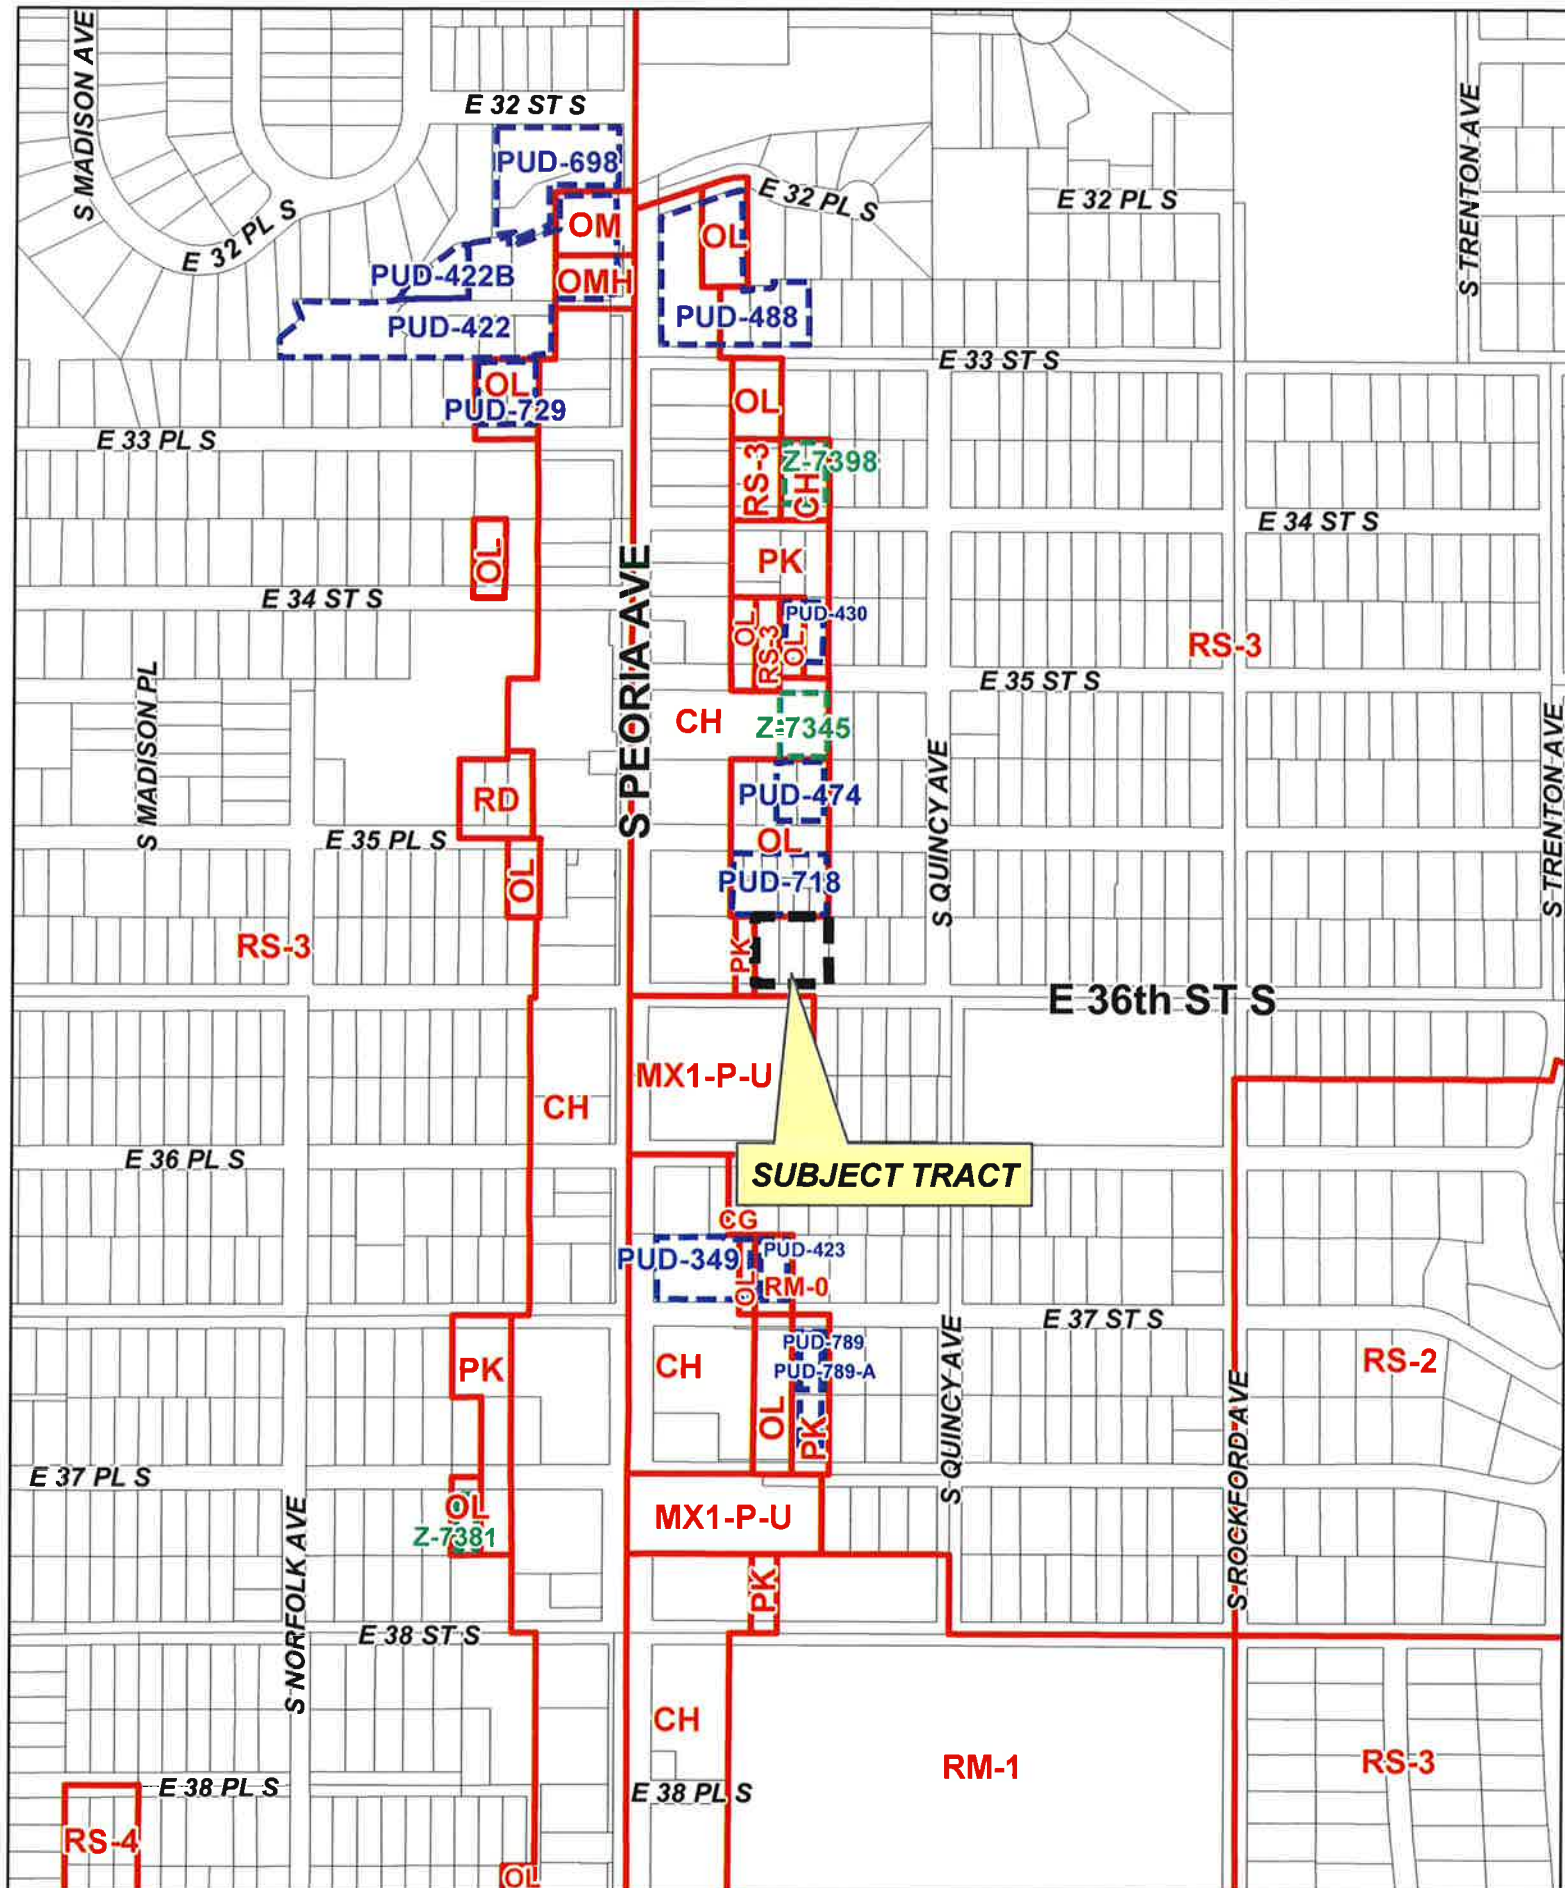 S MADISON AVE
E 32 ST S
S TRENTON AVE
PUD-698
E 32 PL S
E 32 PL S
E 32 PL S
OM
OL
PUD-422B
OMH
PUD-422
PUD-488
E 33 ST S
OL
PUD-729
OL
E 33 PL S
RS-3
Z-7398
CH
E 34 ST S
OL
PK
E 34 ST S
S PEORIA AVE
OL
RS-3
OL
PUD-430
RS-3
E 35 ST S
S MADISON PL
CH
Z-7345
S QUINCY AVE
S TRENTON AVE
RD
PUD-474
E 35 PL S
OL
OL
PUD-718
RS-3
PK
E 36th ST S
MX1-P-U
CH
E 36 PL S
SUBJECT TRACT
CG
PUD-349
PUD-423
OL
RM-0
E 37 ST S
PK
CH
PUD-789
PUD-789-A
OL
PK
S QUINCY AVE
RS-2
S ROCKFORD AVE
E 37 PL S
OL
Z-7381
MX1-P-U
S NORFOLK AVE
PK
E 38 ST S
CH
RM-1
RS-3
E 38 PL S
E 38 PL S
RS-4
OL